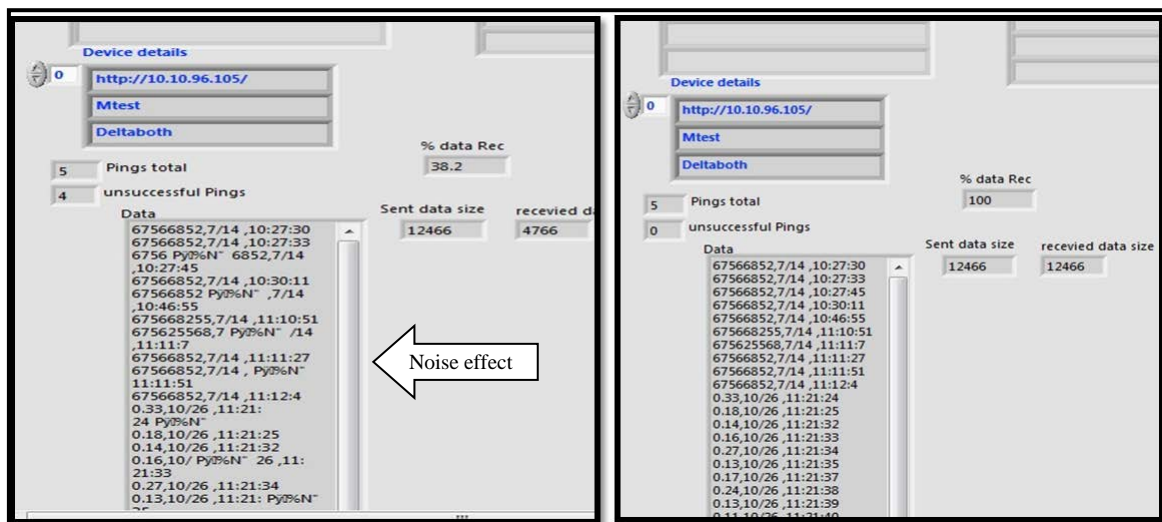 Device details
0
http://10.10.96.105/
Mtest
Deltaboth
% data Rec
38.2
5 Pings total
4 unsuccessful Pings
Sent data size
12466
recevied d
4766
Data
67566852,7/14 ,10:27:30
67566852,7/14 ,10:27:33
6756 6852,7/14
,10:27:45
67566852,7/14 ,10:30:11
67566852 ,7/14
,10:46:55
675668255,7/14 ,11:10:51
675625568,7 /14
,11:11:7
67566852,7/14 ,11:11:27
67566852,7/14 ,
11:11:51
67566852,7/14 ,11:12:4
0.33,10/26 ,11:21:
24
0.18,10/26 ,11:21:25
0.14,10/26 ,11:21:32
0.16,10/ 26 ,11:
21:33
0.27,10/26 ,11:21:34
0.13,10/26 ,11:21:
Noise effect
Device details
0
http://10.10.96.105/
Mtest
Deltaboth
% data Rec
100
5 Pings total
0 unsuccessful Pings
Sent data size
12466
recevied data size
12466
Data
67566852,7/14 ,10:27:30
67566852,7/14 ,10:27:33
67566852,7/14 ,10:27:45
67566852,7/14 ,10:30:11
67566852,7/14 ,10:46:55
675668255,7/14 ,11:10:51
675625568,7/14 ,11:11:7
67566852,7/14 ,11:11:27
67566852,7/14 ,11:11:51
67566852,7/14 ,11:12:4
0.33,10/26 ,11:21:24
0.18,10/26 ,11:21:25
0.14,10/26 ,11:21:32
0.16,10/26 ,11:21:33
0.27,10/26 ,11:21:34
0.13,10/26 ,11:21:35
0.17,10/26 ,11:21:37
0.24,10/26 ,11:21:38
0.13,10/26 ,11:21:39
0.11,10/26 ,11:21:40